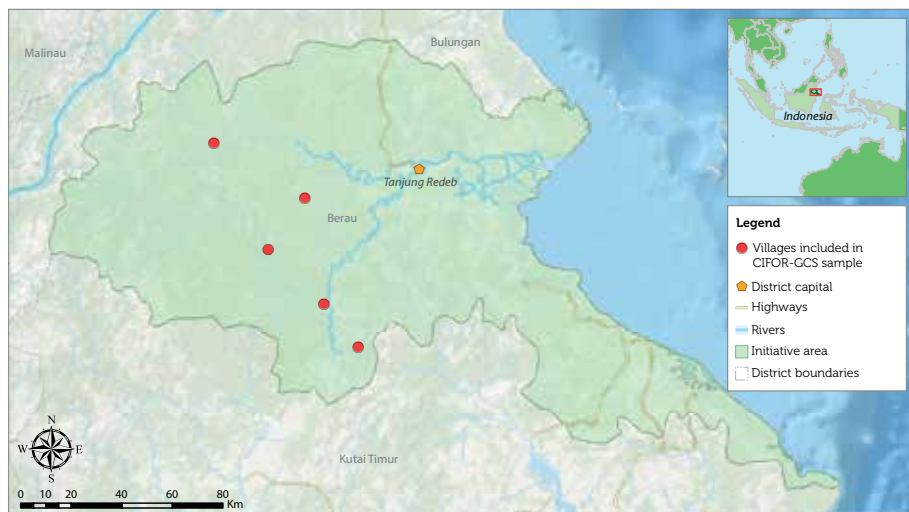 Malinau
Bulungan
Tanjung Redeb
Berau
Kutai Timur
N
W
E
S
0 20 40 60 80
Km
Indonesia
Legend
Villages included in
CIFOR-GCS sample
District capital
Highways
Rivers
Initiative area
District boundaries